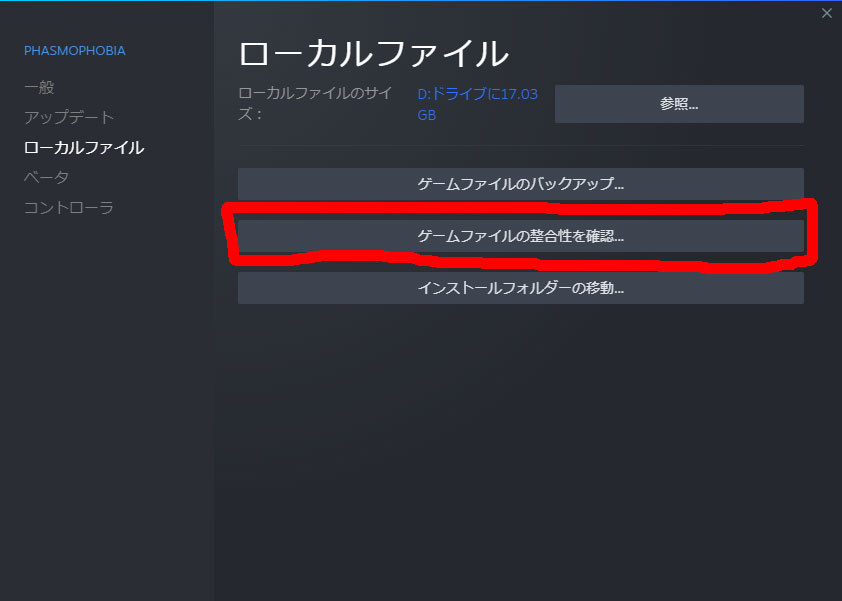 PHASMOPHOBIA
一般
アップデート
ローカルファイル
ベータ
コントローラ
ローカルファイル
ローカルファイルのサイ
ズ：
D:ドライブに17.03
GB
参照...
ゲームファイルのバックアップ...
ゲームファイルの整合性を確認...
インストールフォルダーの移動...